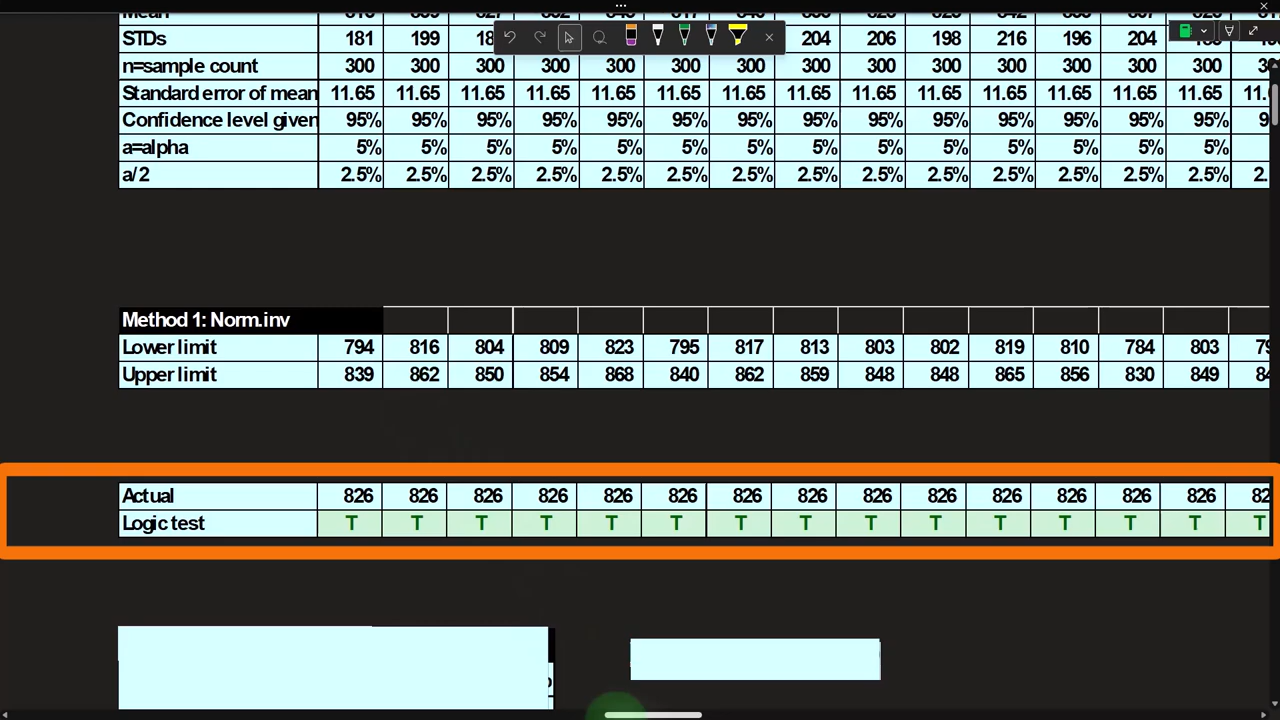 Mean
STDs 181 199 204 206 198 216 196 204
n=sample count 300 300 300 300 300 300 300 300 300 300 300 300 300 300
Standard error of mean 11.65 11.65 11.65 11.65 11.65 11.65 11.65 11.65 11.65 11.65 11.65 11.65 11.65 11.65
Confidence level given 95% 95% 95% 95% 95% 95% 95% 95% 95% 95% 95% 95% 95% 95%
a=alpha 5% 5% 5% 5% 5% 5% 5% 5% 5% 5% 5% 5% 5% 5%
a/2 2.5% 2.5% 2.5% 2.5% 2.5% 2.5% 2.5% 2.5% 2.5% 2.5% 2.5% 2.5% 2.5% 2.5%
Method 1: Norm.inv
Lower limit 794 816 804 809 823 795 817 813 803 802 819 810 784 803
Upper limit 839 862 850 854 868 840 862 859 848 848 865 856 830 849
Actual 826 826 826 826 826 826 826 826 826 826 826 826 826 826
Logic test T T T T T T T T T T T T T T T